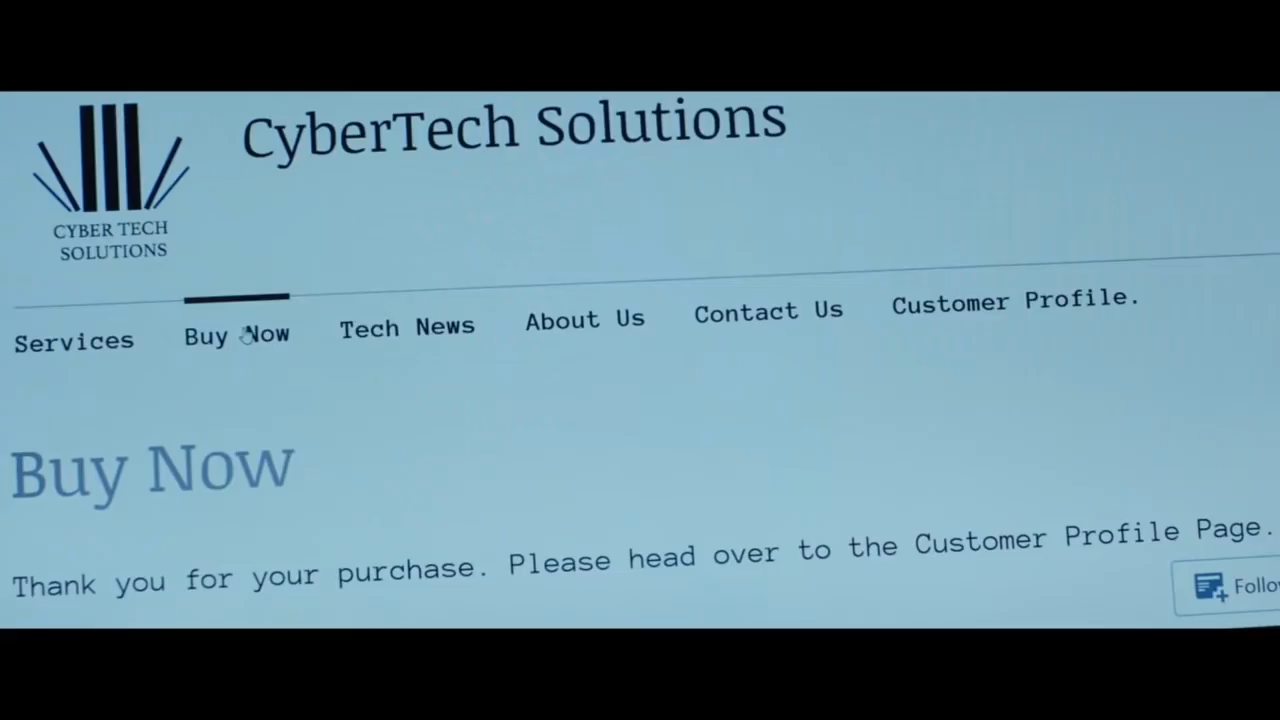 CyberTech Solutions
CYBER TECH
SOLUTIONS
Services Buy Now Tech News About Us Contact Us Customer Profile.
Buy Now
Thank you for your purchase. Please head over to the Customer Profile Page.